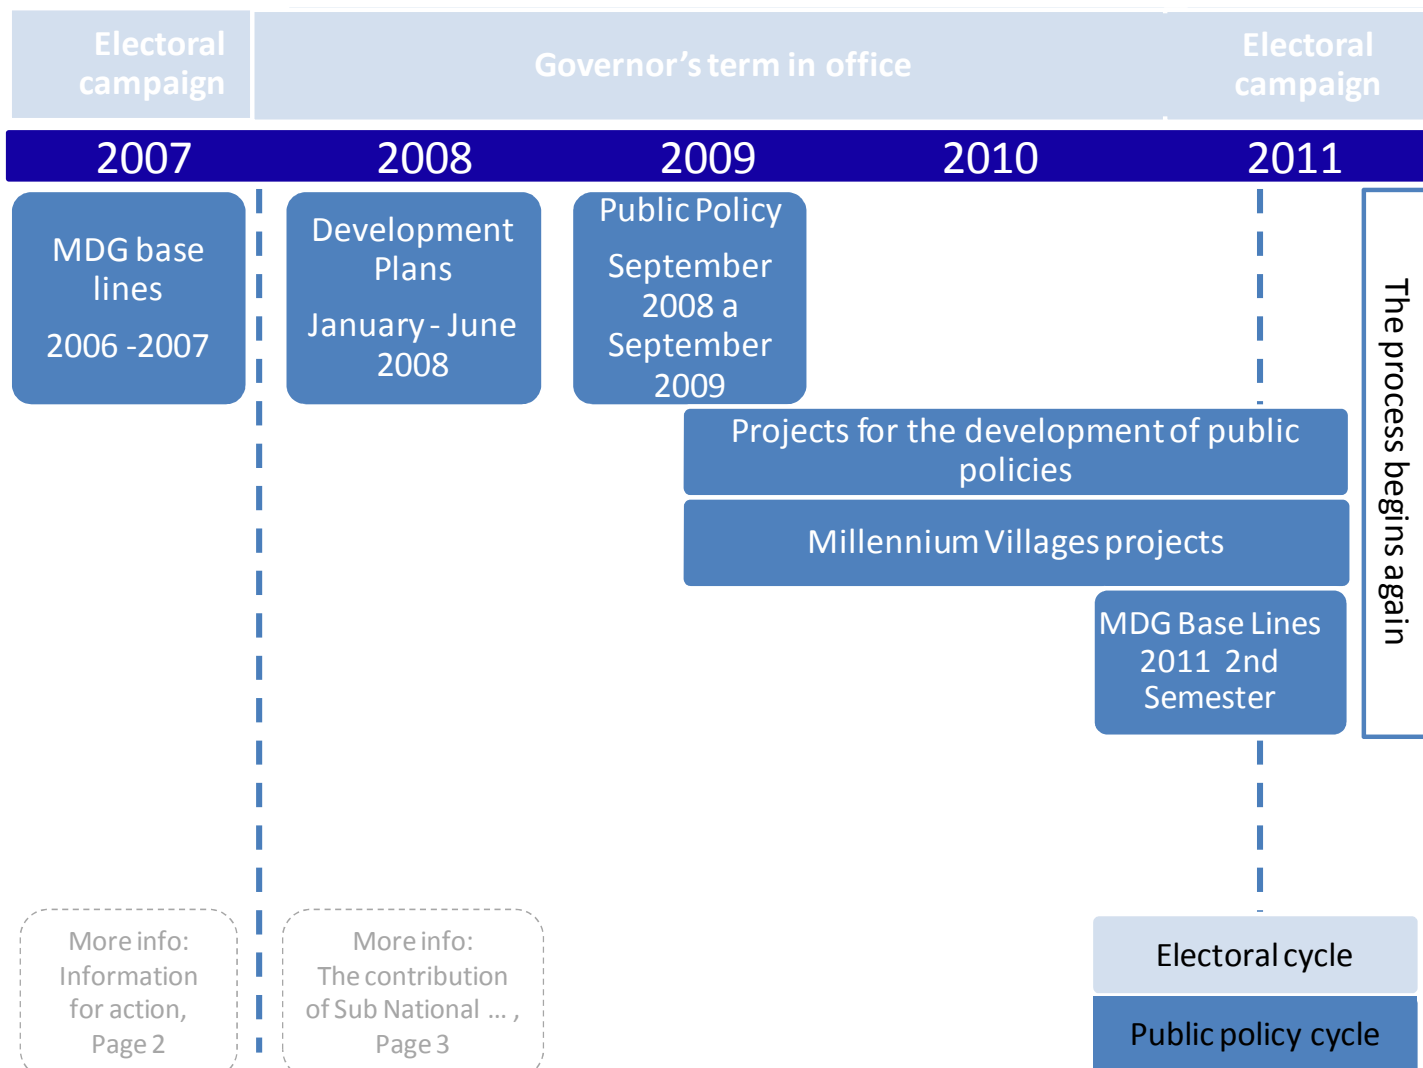 Electoral
campaign
Governor's term in office
Electoral
campaign
2007
2008
2009
2010
2011
MDG base
lines
2006 -2007
Development
Plans
January - June
2008
Public Policy
September
2008 a
September
2009
Projects for the development of public
policies
Millennium Villages projects
MDG Base Lines
2011 2nd
Semester
The process begins again
More info:
Information
for action,
Page 2
More info:
The contribution
of Sub National ... ,
Page 3
Electoral cycle
Public policy cycle